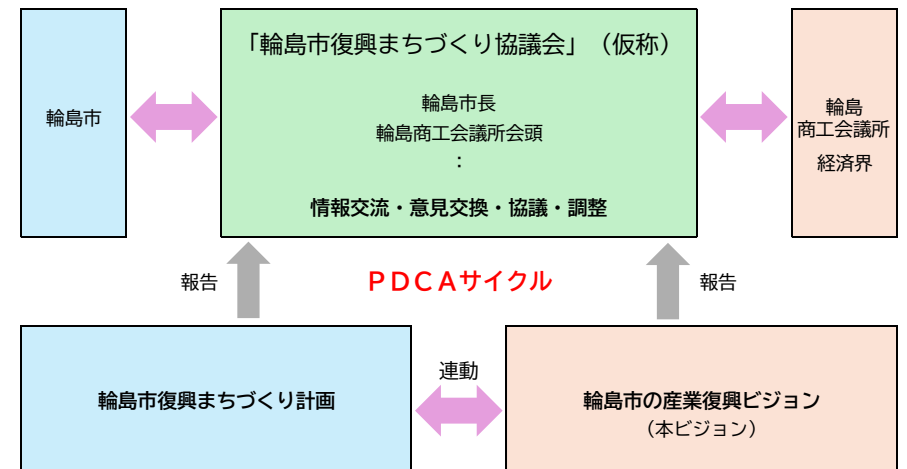 「輪島市復興まちづくり協議会」（仮称）
輪島市
輪島市長
輪島商工会議所会頭
：
情報交流・意見交換・協議・調整
輪島
商工会議所
経済界
報告
ＰＤＣＡサイクル
報告
輪島市復興まちづくり計画
連動
輪島市の産業復興ビジョン
（本ビジョン）